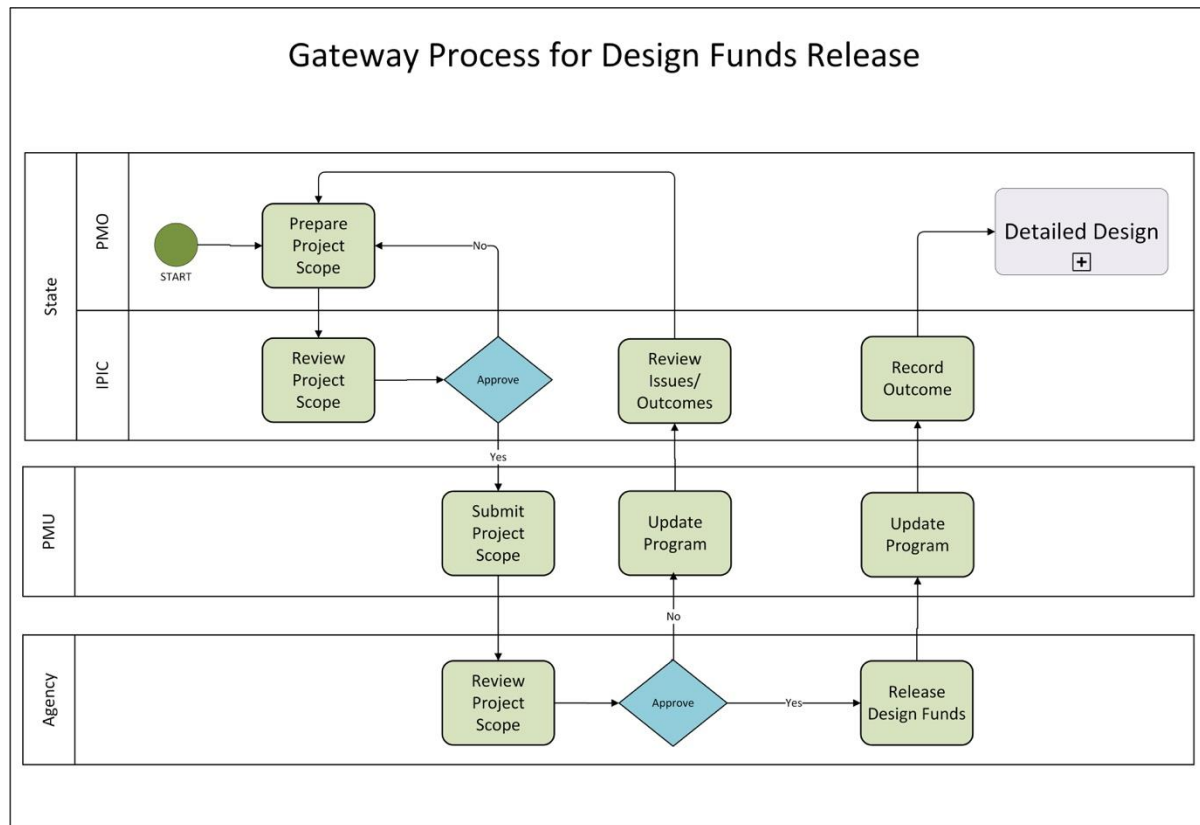 Gateway Process for Design Funds Release
State
PMO
START
Prepare
Project
Scope
No
Detailed Design
+
IPIC
Review
Project
Scope
Approve
Review
Issues/
Outcomes
Record
Outcome
Yes
PMU
Submit
Project
Scope
Update
Program
Update
Program
No
Agency
Review
Project
Scope
Approve
Yes
Release
Design Funds